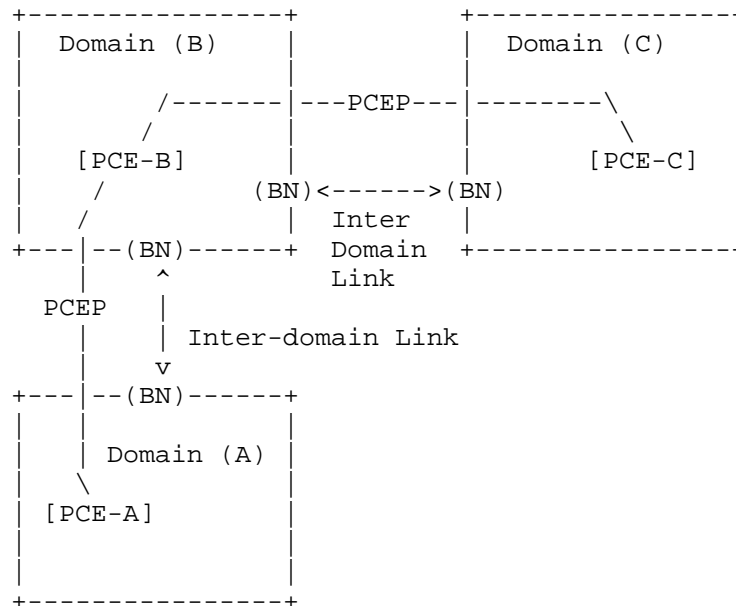 Domain (B) Domain (C)
PCEP
[PCE-B] [PCE-C]
(BN) (BN)
Inter
(BN) Domain
Link
PCEP
Inter-domain Link
(BN)
Domain (A)
[PCE-A]